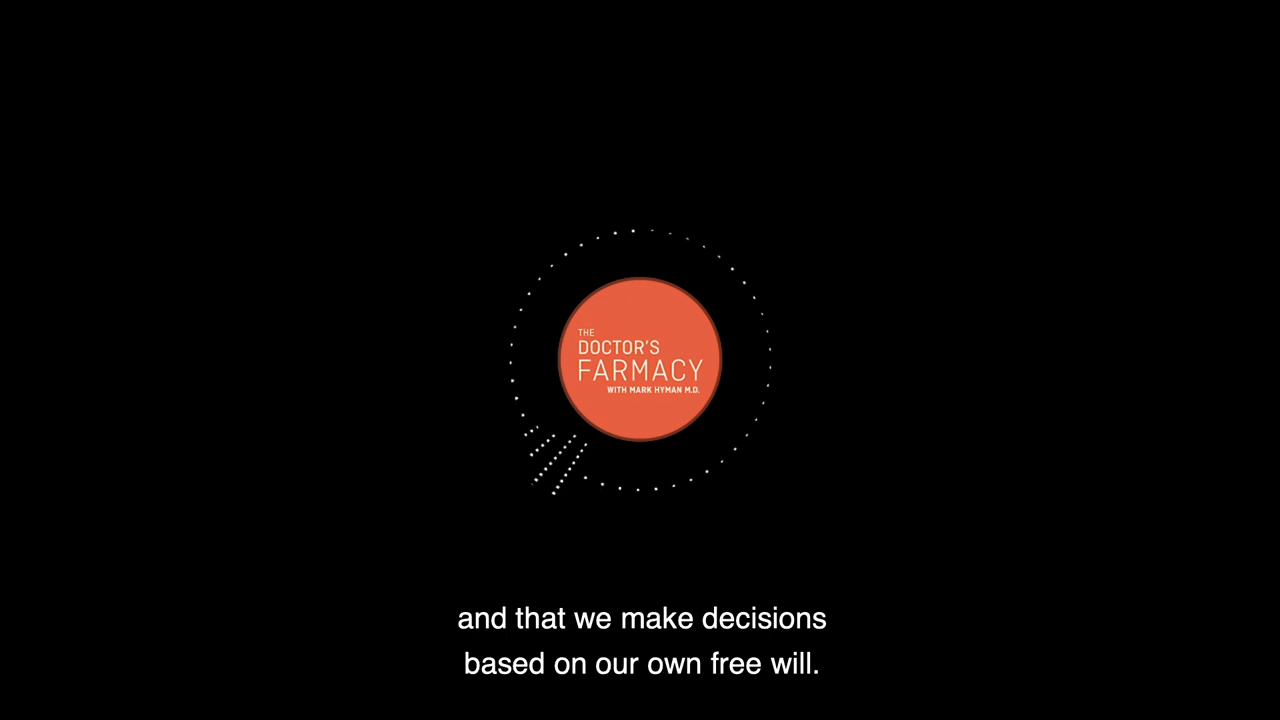 THE
DOCTOR'S
FARMACY
WITH MARK HYMAN M.D.
and that we make decisions
based on our own free will.